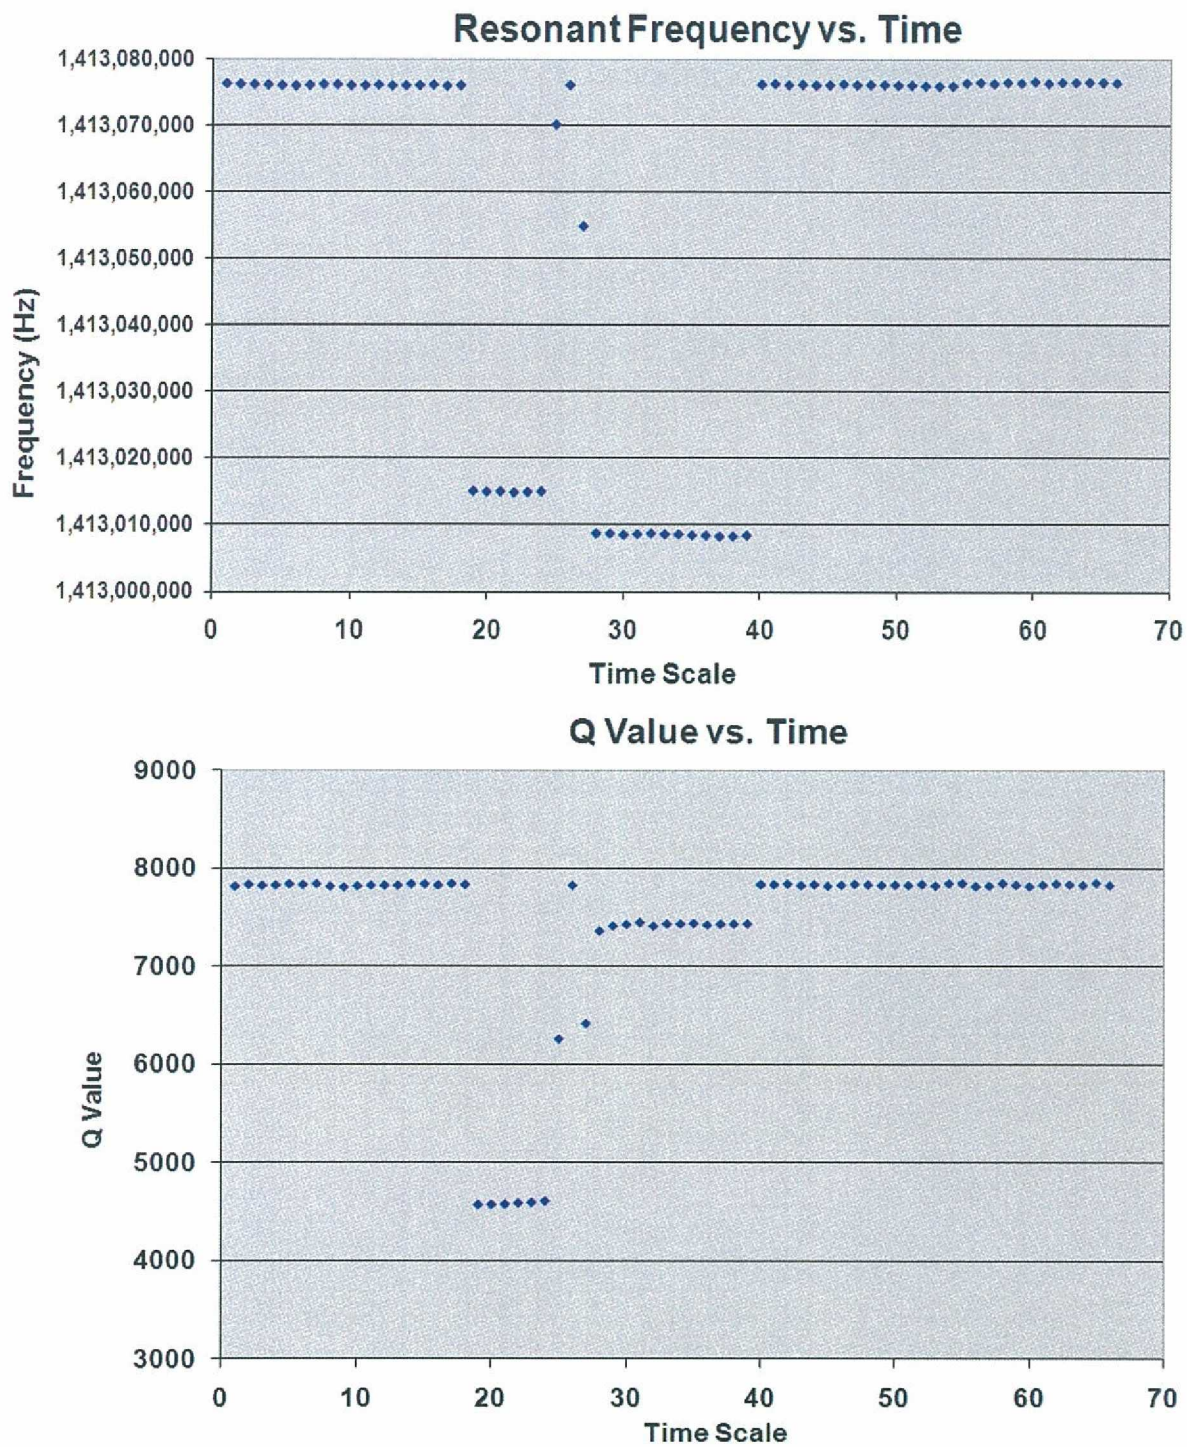 Resonant Frequency vs. Time
1,413,080,000
1,413,070,000
1,413,060,000
1,413,050,000
1,413,040,000
1,413,030,000
1,413,020,000
1,413,010,000
1,413,000,000
Frequency (Hz)
0 10 20 30 40 50 60 70
Time Scale
Q Value vs. Time
9000
8000
7000
6000
5000
4000
3000
Q Value
0 10 20 30 40 50 60 70
Time Scale